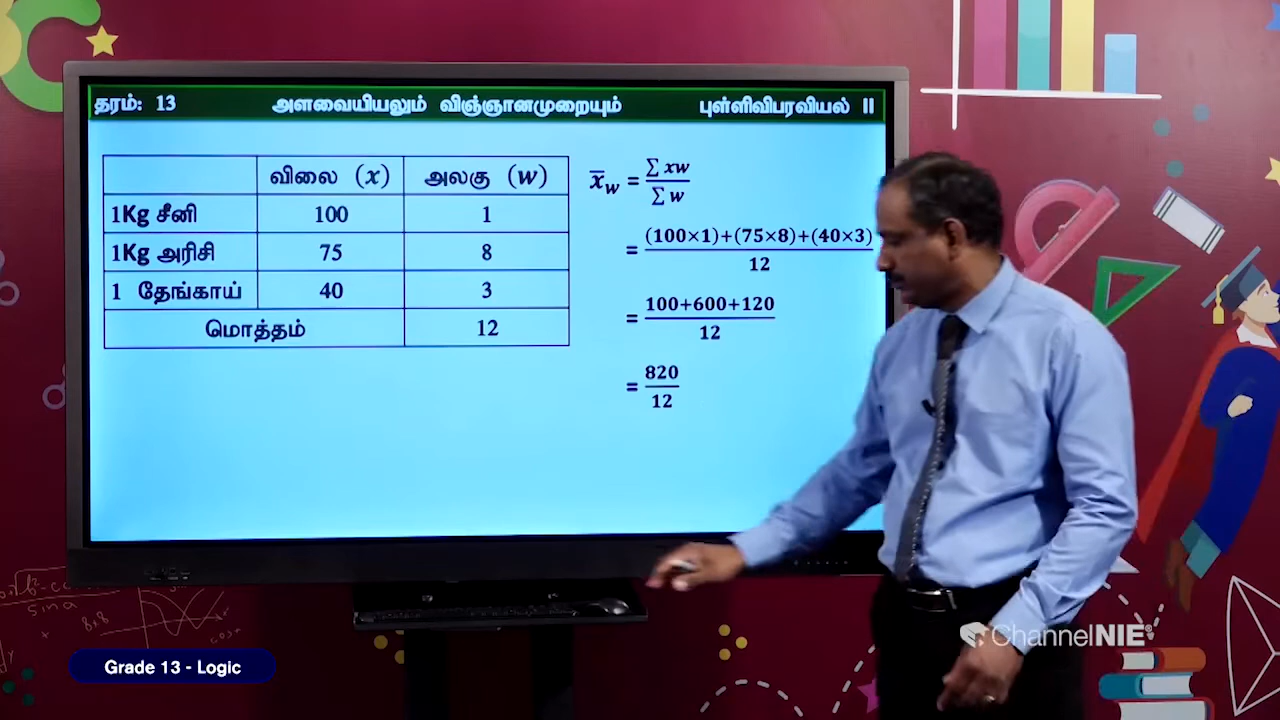 தரம்: 13 அளவையியலும் விஞ்ஞானமுறையும் புள்ளிவிபரவியல் II
விலை (x) அலகு (w)
1Kg சீனி 100 1
1Kg அரிசி 75 8
1 தேங்காய் 40 3
மொத்தம் 12
x̅w = ∑ xw / ∑ w
= (100×1)+(75×8)+(40×3) / 12
= 100+600+120 / 12
= 820 / 12
ChannelNIE
Grade 13 - Logic